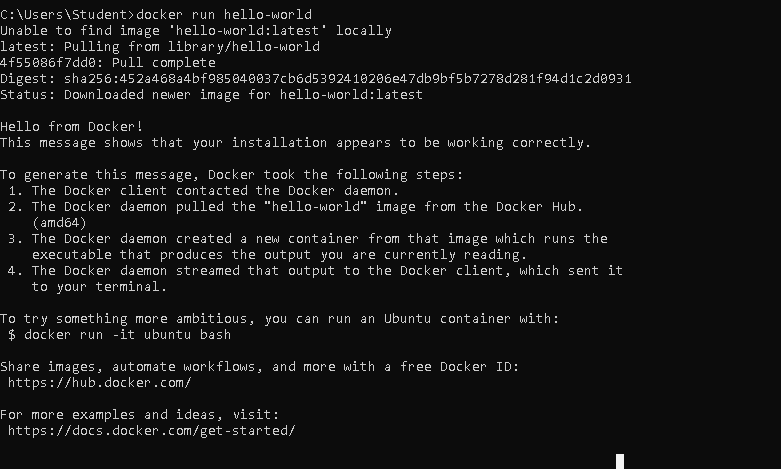 C:\Users\Student>docker run hello-world
Unable to find image 'hello-world:latest' locally
latest: Pulling from library/hello-world
4f55086f7dd0: Pull complete
Digest: sha256:452a468a4bf985040037cb6d5392410206e47db9bf5b7278d281f94d1c2d0931
Status: Downloaded newer image for hello-world:latest

Hello from Docker!
This message shows that your installation appears to be working correctly.

To generate this message, Docker took the following steps:
 1. The Docker client contacted the Docker daemon.
 2. The Docker daemon pulled the "hello-world" image from the Docker Hub.
    (amd64)
 3. The Docker daemon created a new container from that image which runs the
    executable that produces the output you are currently reading.
 4. The Docker daemon streamed that output to the Docker client, which sent it
    to your terminal.

To try something more ambitious, you can run an Ubuntu container with:
 $ docker run -it ubuntu bash

Share images, automate workflows, and more with a free Docker ID:
 https://hub.docker.com/

For more examples and ideas, visit:
 https://docs.docker.com/get-started/